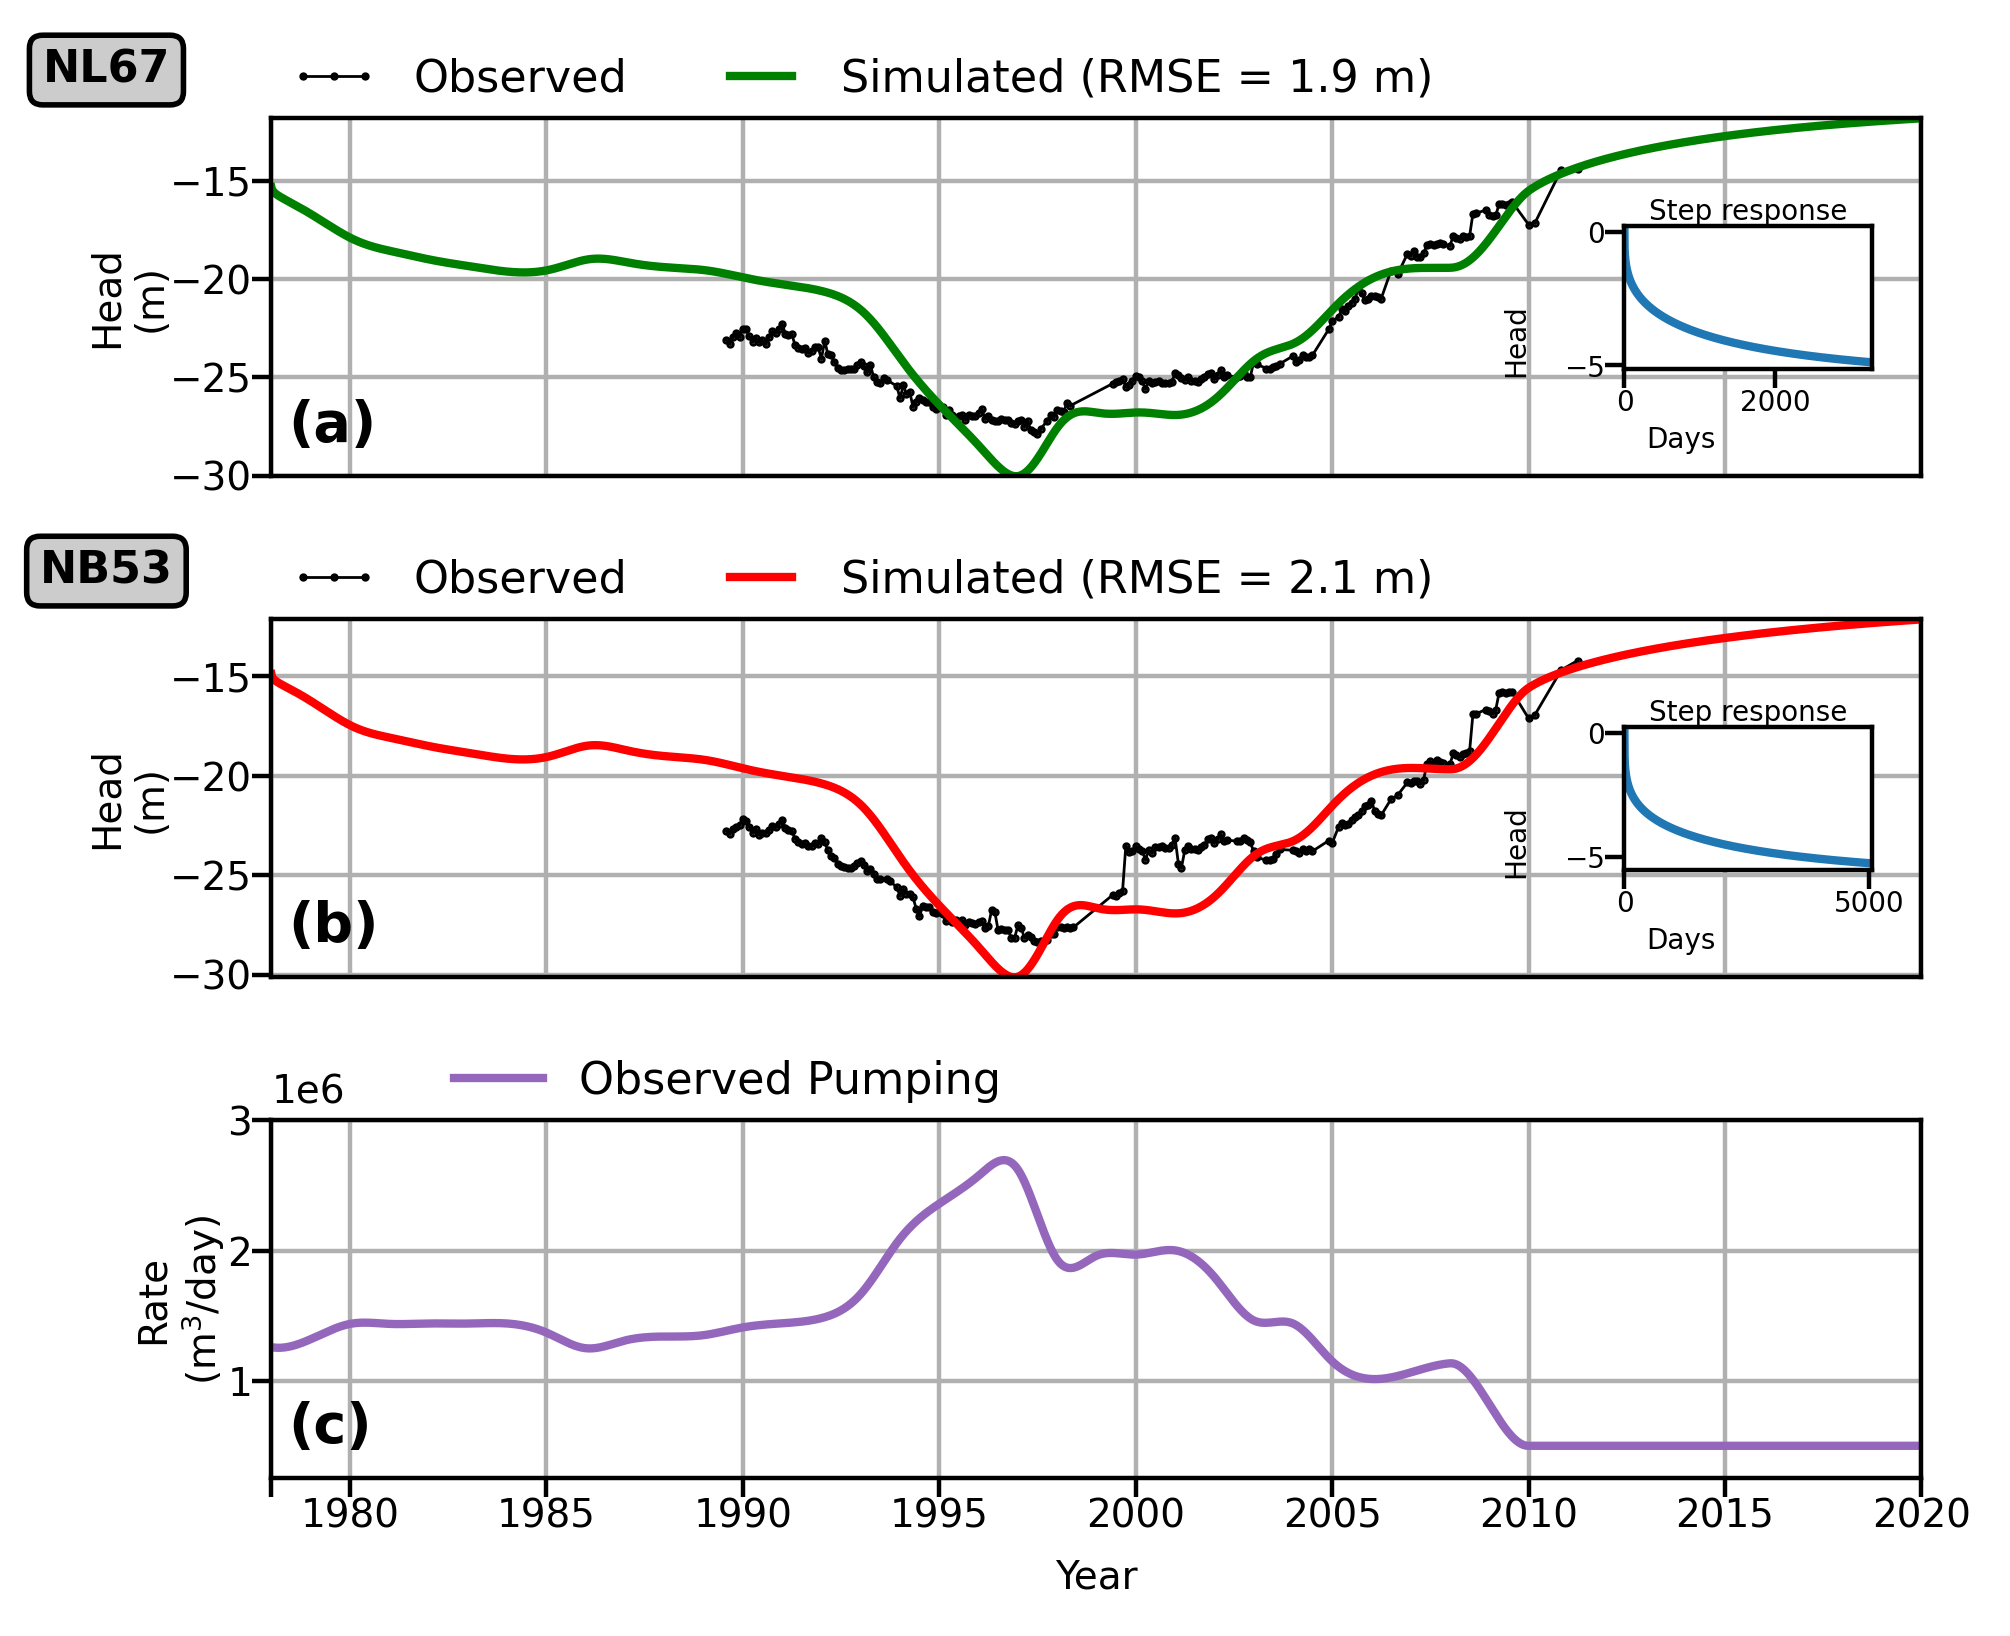 NL67
Observed
Simulated (RMSE = 1.9 m)
−15
−20
−25
−30
Head
(m)
(a)
Step response
0
−5
Head
0
2000
Days
NB53
Observed
Simulated (RMSE = 2.1 m)
−15
−20
−25
−30
Head
(m)
(b)
Step response
0
−5
Head
0
5000
Days
1e6
Observed Pumping
3
2
1
Rate
(m³/day)
(c)
1980
1985
1990
1995
2000
2005
2010
2015
2020
Year